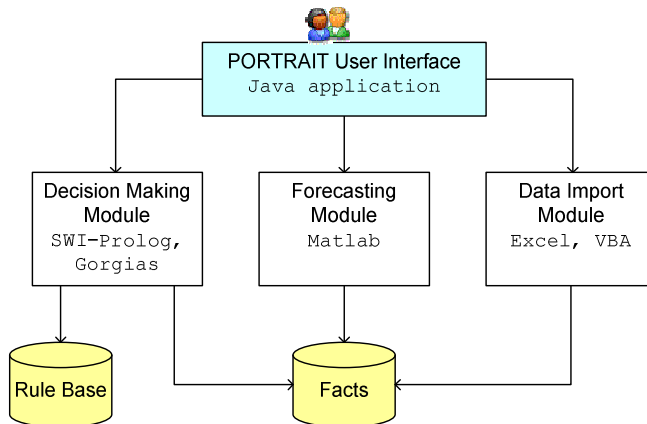 PORTRAIT User Interface
Java application
Decision Making
Module
SWI-Prolog,
Gorgias
Forecasting
Module
Matlab
Data Import
Module
Excel, VBA
Rule Base
Facts